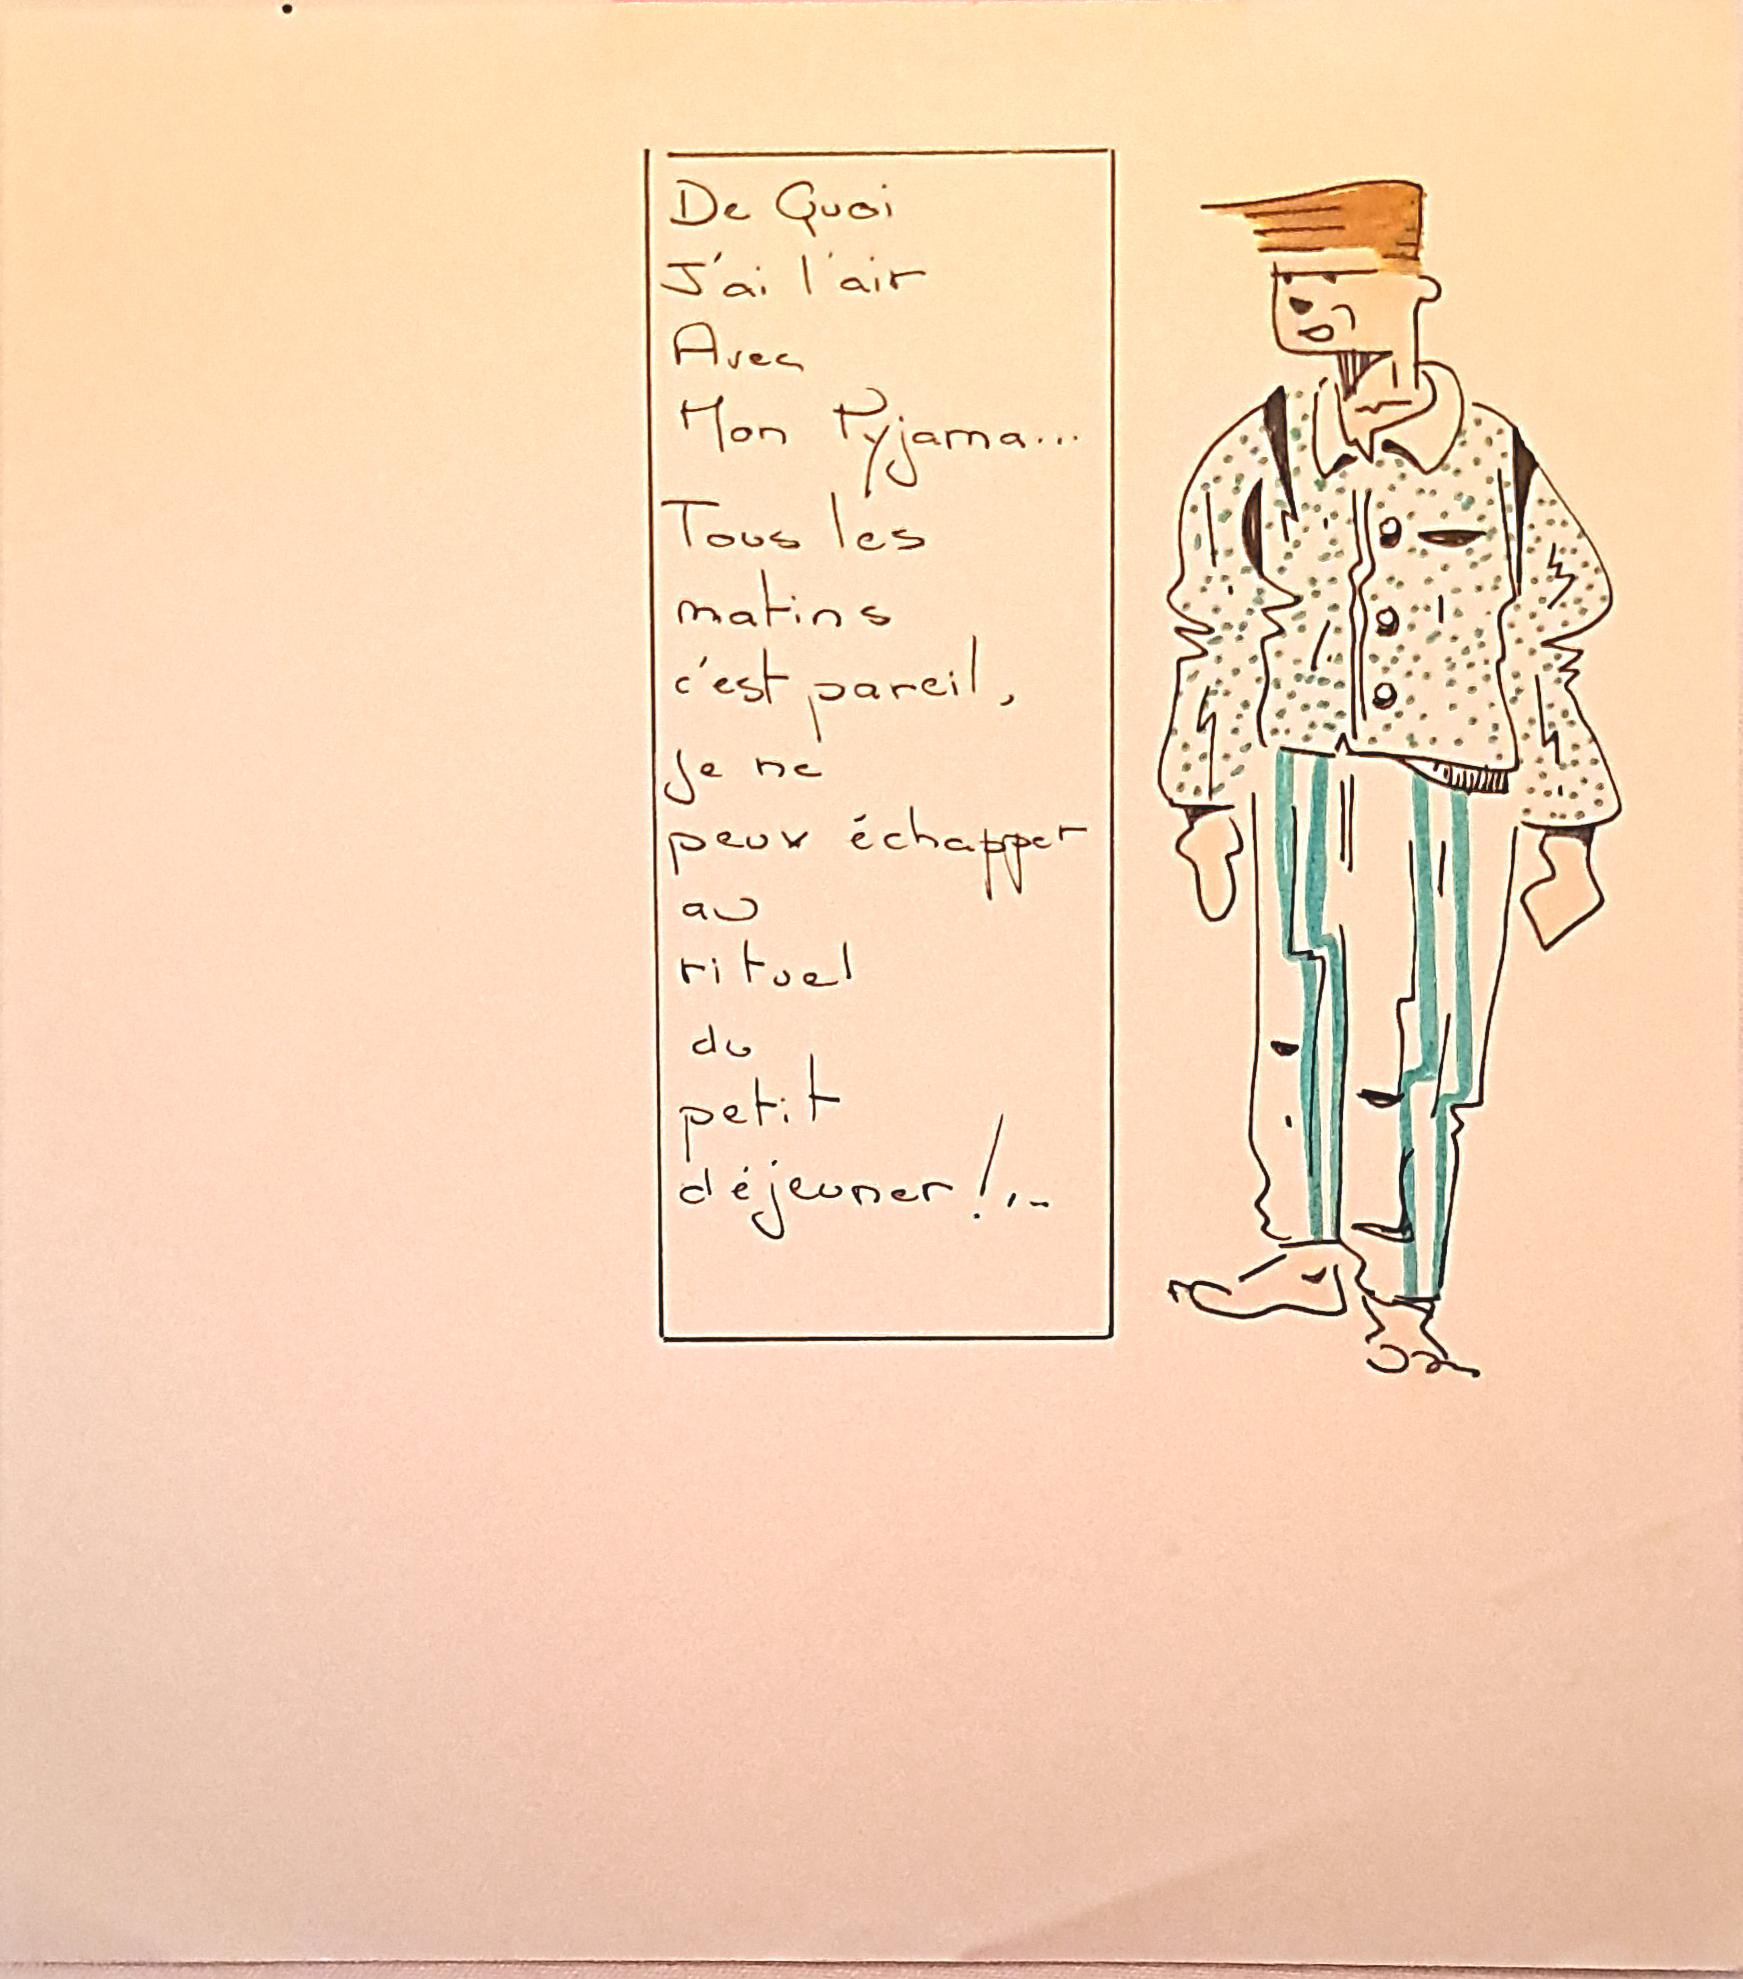 De Quoi
J'ai l'air
Avec
Mon Pyjama...
Tous les
matins
c'est pareil,
je ne
peux échapper
au
rituel
du
petit
déjeuner !..